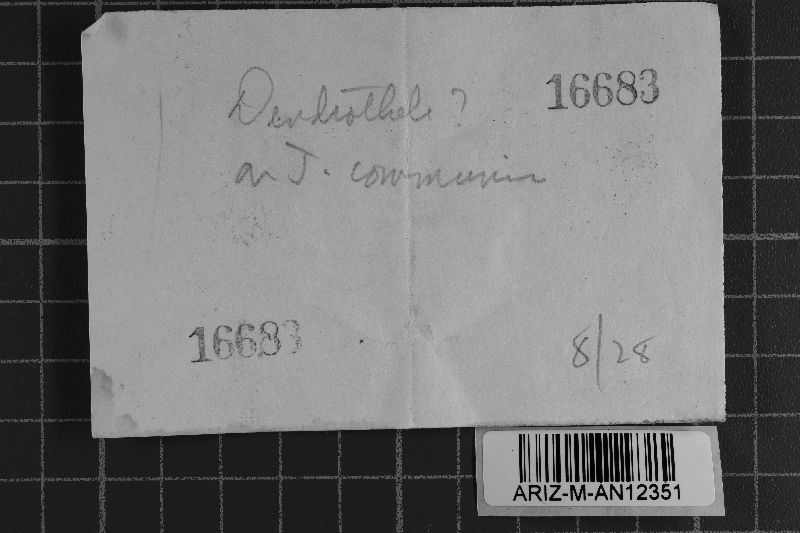 Dendrothele?
16683
on J. communis
16683
8/28
ARIZ-M-AN12351